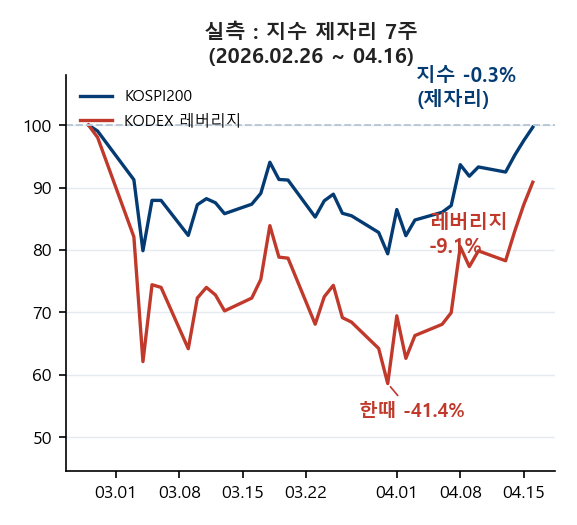 실측 : 지수 제자리 7주
(2026.02.26 ~ 04.16)
지수 -0.3%
(제자리)
KOSPI200
KODEX 레버리지
100
90
레버리지
-9.1%
80
70
60
한때 -41.4%
50
03.01 03.08 03.15 03.22 04.01 04.08 04.15